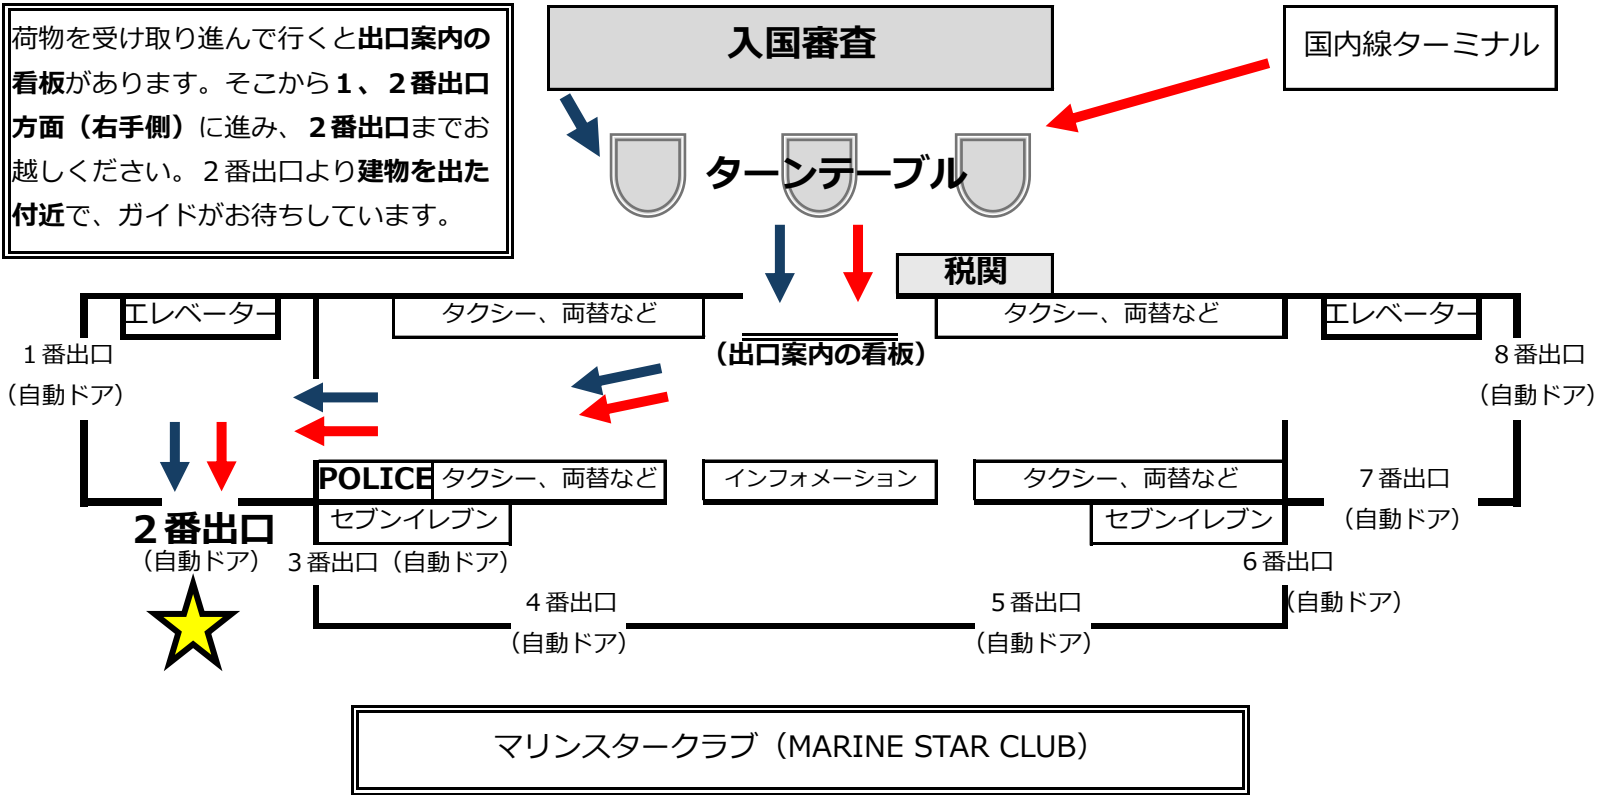 荷物を受け取り進んで行くと出口案内の
看板があります。そこから１、２番出口
方面（右手側）に進み、２番出口までお
越しください。２番出口より建物を出た
付近で、ガイドがお待ちしています。
入国審査
国内線ターミナル
ターンテーブル
税関
エレベーター
タクシー、両替など
タクシー、両替など
エレベーター
（出口案内の看板）
１番出口
（自動ドア）
８番出口
（自動ドア）
POLICE
タクシー、両替など
インフォメーション
タクシー、両替など
７番出口
（自動ドア）
セブンイレブン
セブンイレブン
２番出口
（自動ドア）
３番出口（自動ドア）
６番出口
（自動ドア）
４番出口
（自動ドア）
５番出口
（自動ドア）
マリンスタークラブ（MARINE STAR CLUB）